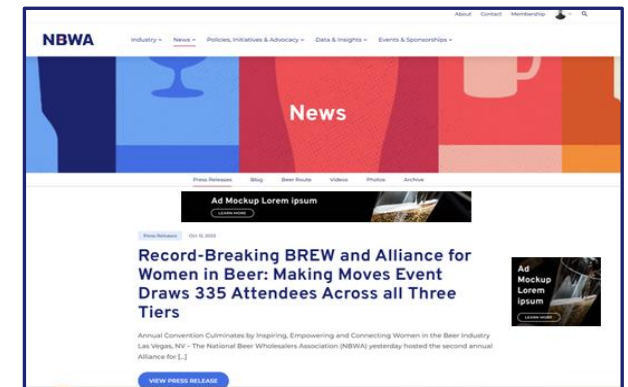 About Contact Membership
NBWA
Industry News Policies, Initiatives & Advocacy Data & Insights Events & Sponsorships
News
Press Releases Blog Beer Route Videos Photos Archive
Ad Mockup Lorem ipsum
LEARN MORE
Press Releases Oct 12, 2023
Record-Breaking BREW and Alliance for
Women in Beer: Making Moves Event
Draws 335 Attendees Across all Three
Tiers
Annual Convention Culminates by Inspiring, Empowering and Connecting Women in the Beer Industry
Las Vegas, NV – The National Beer Wholesalers Association (NBWA) yesterday hosted the second annual
Alliance for [...]
VIEW PRESS RELEASE
Ad
Mockup
Lorem
ipsum
LEARN MORE